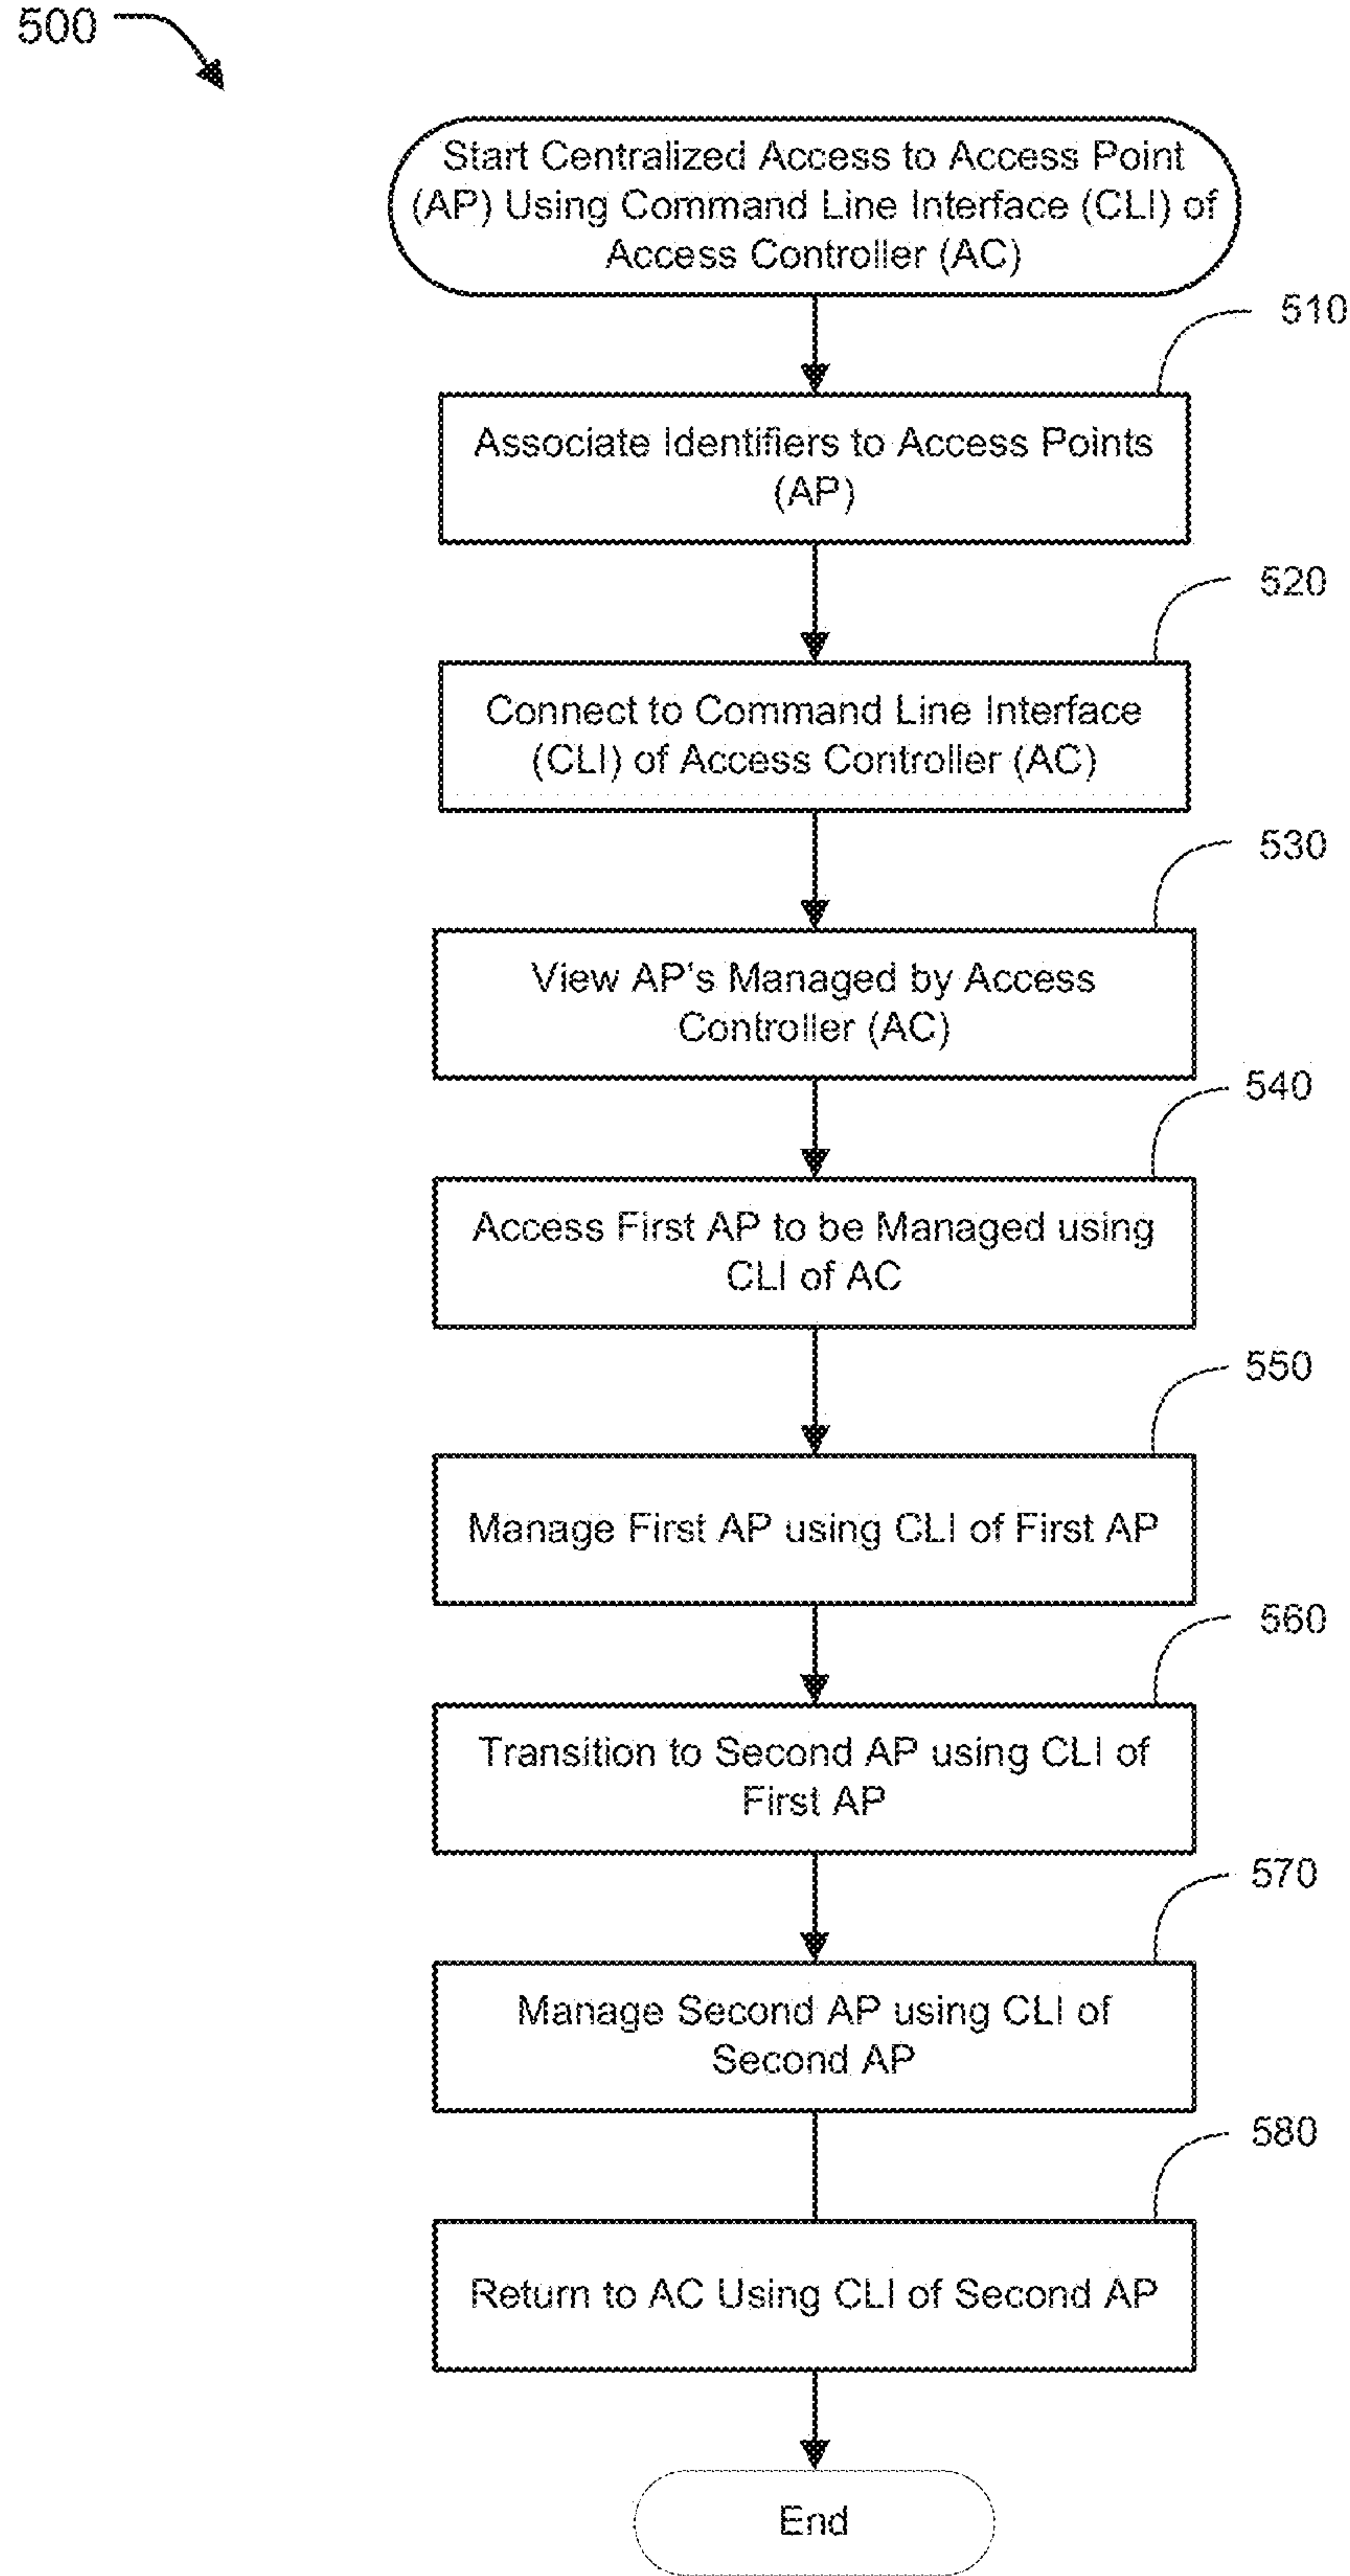 500
Start Centralized Access to Access Point
(AP) Using Command Line Interface (CLI) of
Access Controller (AC)
510
Associate Identifiers to Access Points
(AP)
520
Connect to Command Line Interface
(CLI) of Access Controller (AC)
530
View AP's Managed by Access
Controller (AC)
540
Access First AP to be Managed using
CLI of AC
550
Manage First AP using CLI of First AP
560
Transition to Second AP using CLI of
First AP
570
Manage Second AP using CLI of
Second AP
580
Return to AC Using CLI of Second AP
End